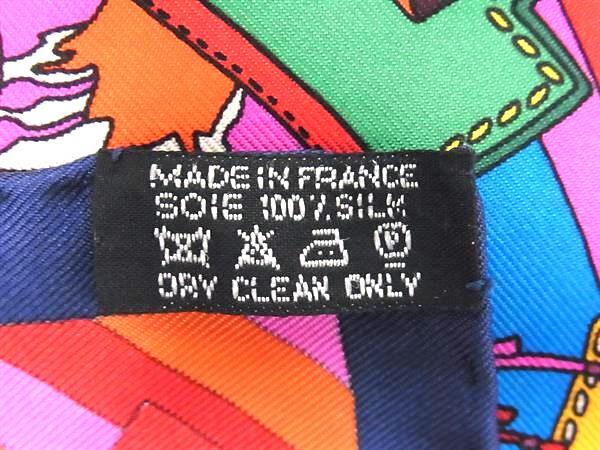 MADE IN FRANCE
SOIE 100% SILK
P
DRY CLEAN ONLY